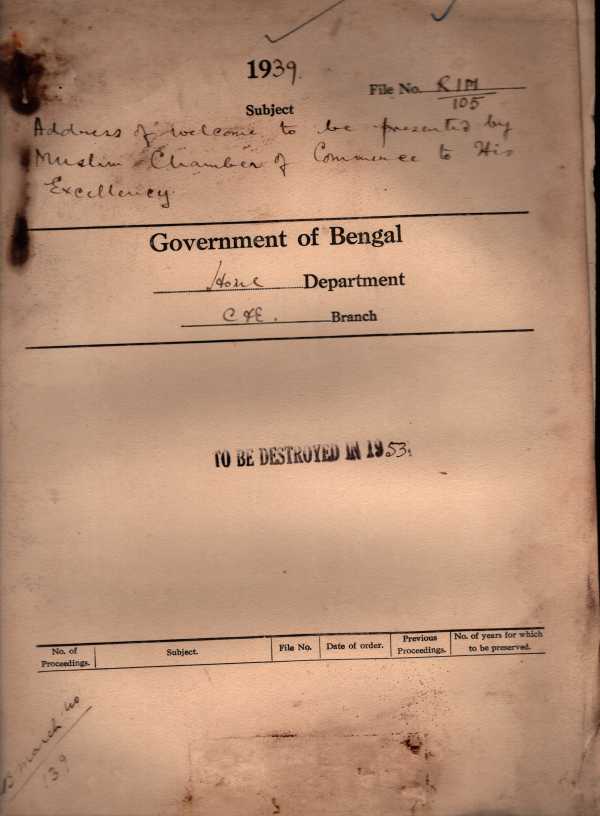 1939.
File No. R1M
105
Subject
Address of welcome to be presented by
Muslim Chamber of Commerce to His
Excellency
Government of Bengal
Home Department
C & E. Branch
TO BE DESTROYED IN 1953.
No. of Proceedings. Subject. File No. Date of order. Previous Proceedings. No. of years for which to be preserved.
B March '40
139